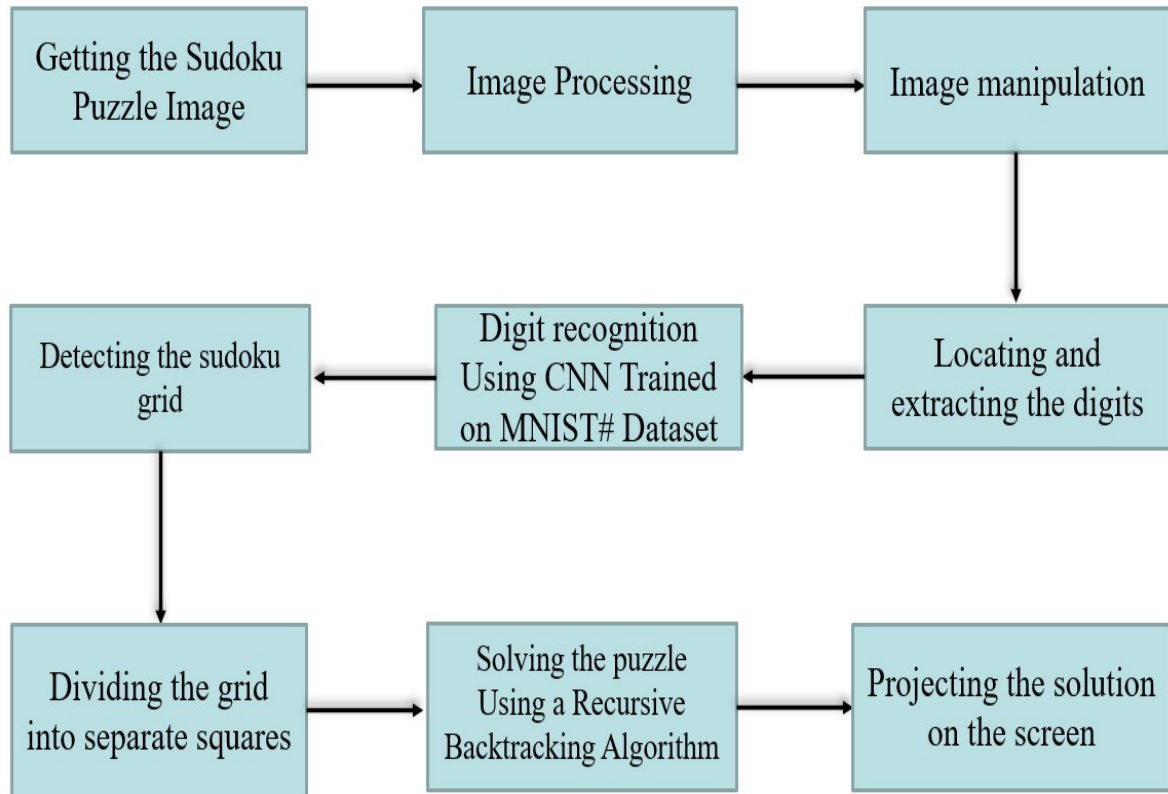 Getting the Sudoku
Puzzle Image
Image Processing
Image manipulation
Locating and
extracting the digits
Digit recognition
Using CNN Trained
on MNIST# Dataset
Detecting the sudoku
grid
Dividing the grid
into separate squares
Solving the puzzle
Using a Recursive
Backtracking Algorithm
Projecting the solution
on the screen